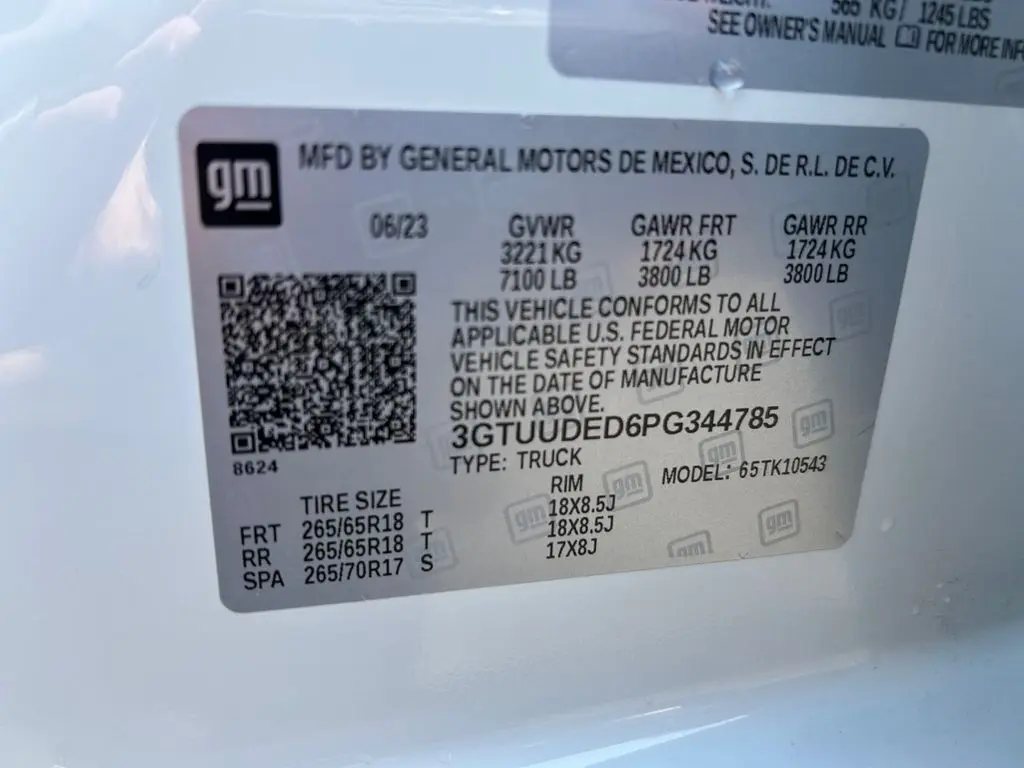 565 KG/ 1245 LBS
SEE OWNER'S MANUAL FOR MORE
gm
MFD BY GENERAL MOTORS DE MEXICO, S. DE R.L. DE C.V.
06/23 GVWR GAWR FRT GAWR RR
3221 KG 1724 KG 1724 KG
7100 LB 3800 LB 3800 LB
THIS VEHICLE CONFORMS TO ALL
APPLICABLE U.S. FEDERAL MOTOR
VEHICLE SAFETY STANDARDS IN EFFECT
ON THE DATE OF MANUFACTURE
SHOWN ABOVE.
3GTUUDED6PG344785
8624
TYPE: TRUCK MODEL: 65TK10543
TIRE SIZE RIM
FRT 265/65R18 T 18X8.5J
RR 265/65R18 T 18X8.5J
SPA 265/70R17 S 17X8J